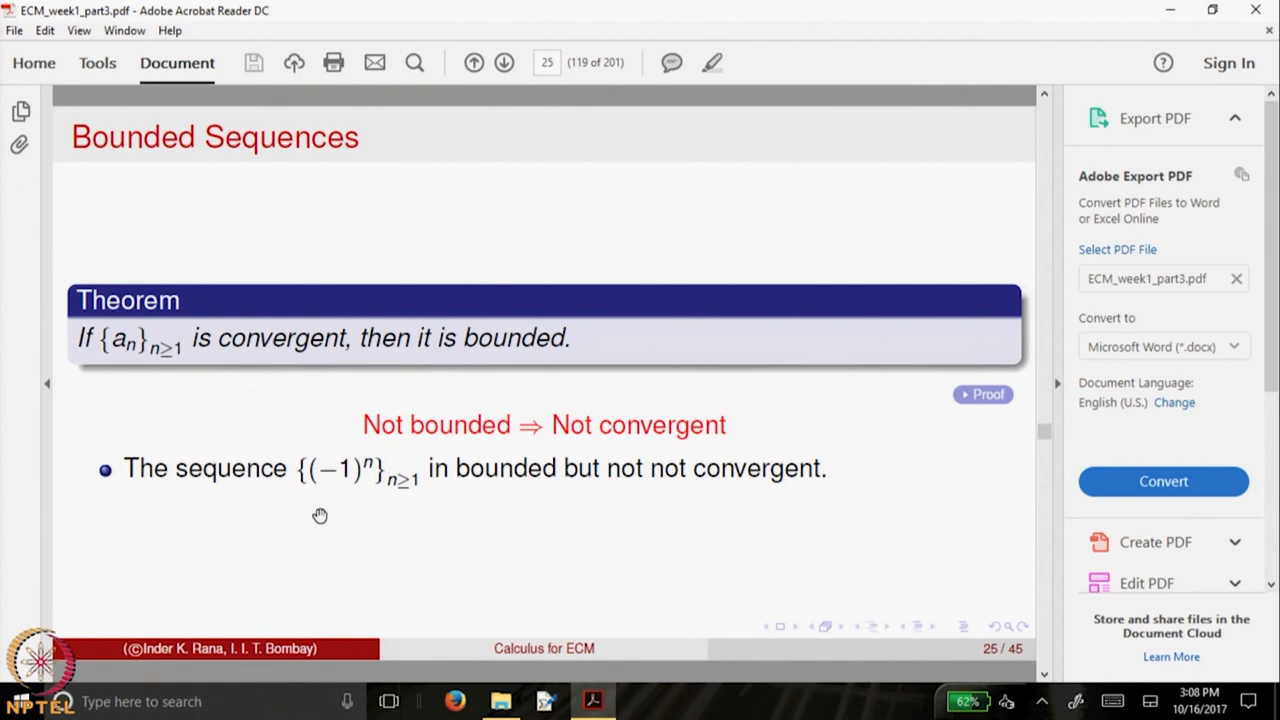 ECM_week1_part3.pdf - Adobe Acrobat Reader DC
File Edit View Window Help
Home Tools Document 25 (119 of 201) Sign In
Bounded Sequences
Theorem
If {aₙ}ₙ≥₁ is convergent, then it is bounded.
Proof
Not bounded ⇒ Not convergent
The sequence {(−1)ⁿ}ₙ≥₁ in bounded but not not convergent.
(©Inder K. Rana, I. I. T. Bombay) Calculus for ECM 25 / 45
Export PDF
Adobe Export PDF
Convert PDF Files to Word
or Excel Online
Select PDF File
ECM_week1_part3.pdf
Convert to
Microsoft Word (*.docx)
Document Language:
English (U.S.) Change
Convert
Create PDF
Edit PDF
Store and share files in the
Document Cloud
Learn More
NPTEL
Type here to search
62%
3:08 PM
10/16/2017